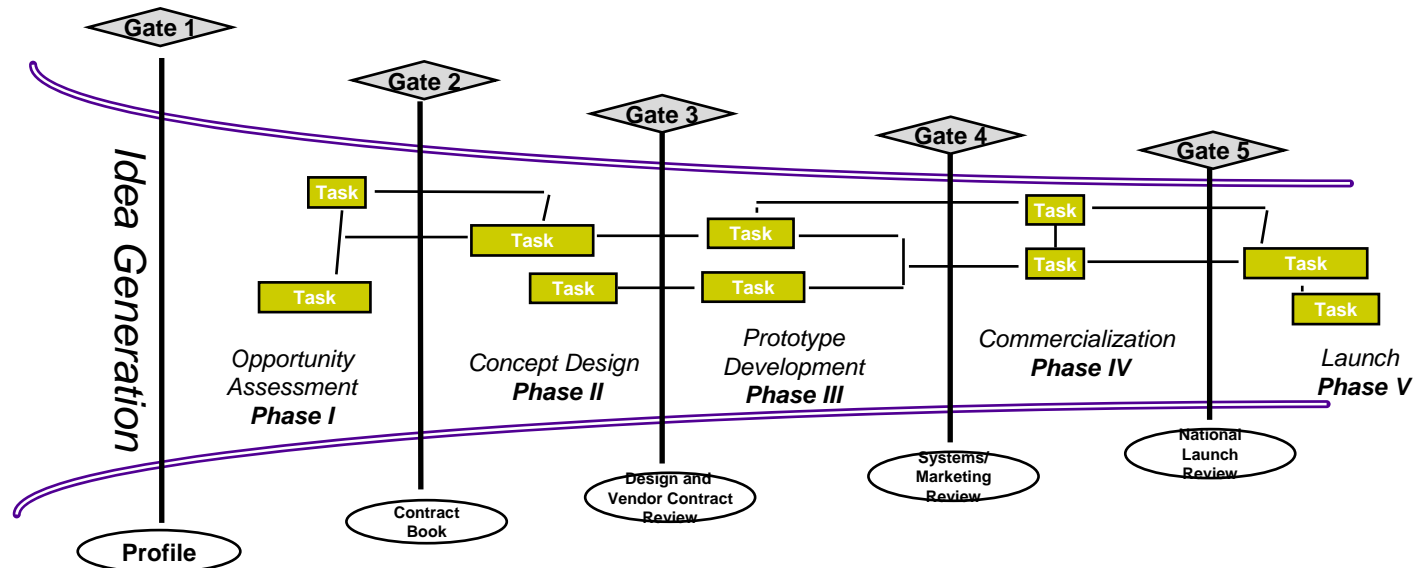 Gate 1
Gate 2
Gate 3
Gate 4
Gate 5
Idea Generation
Task
Task
Task
Task
Task
Task
Task
Task
Task
Task
Opportunity
Assessment
Phase I
Concept Design
Phase II
Prototype
Development
Phase III
Commercialization
Phase IV
Launch
Phase V
Profile
Contract
Book
Design and
Vendor Contract
Review
Systems/
Marketing
Review
National
Launch
Review